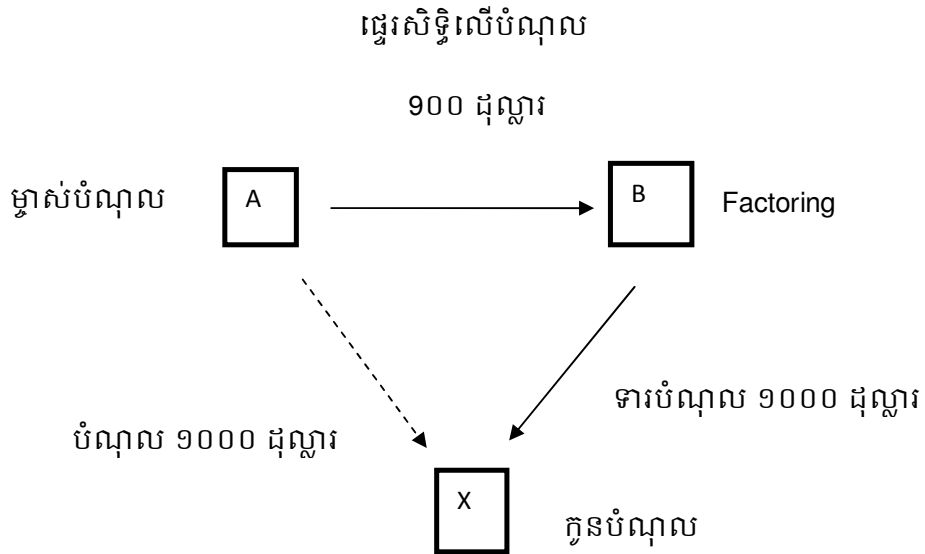 ផ្ទេរសិទ្ធិលើបំណុល
9០០ ដុល្លារ
ម្ចាស់បំណុល A B Factoring
ទារបំណុល ១០០០ ដុល្លារ
បំណុល ១០០០ ដុល្លារ
X កូនបំណុល